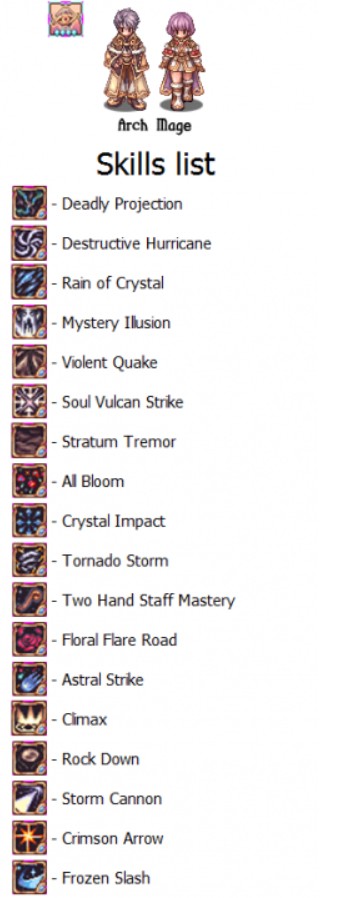 Arch Mage
Skills list
- Deadly Projection
- Destructive Hurricane
- Rain of Crystal
- Mystery Illusion
- Violent Quake
- Soul Vulcan Strike
- Stratum Tremor
- All Bloom
- Crystal Impact
- Tornado Storm
- Two Hand Staff Mastery
- Floral Flare Road
- Astral Strike
- Climax
- Rock Down
- Storm Cannon
- Crimson Arrow
- Frozen Slash